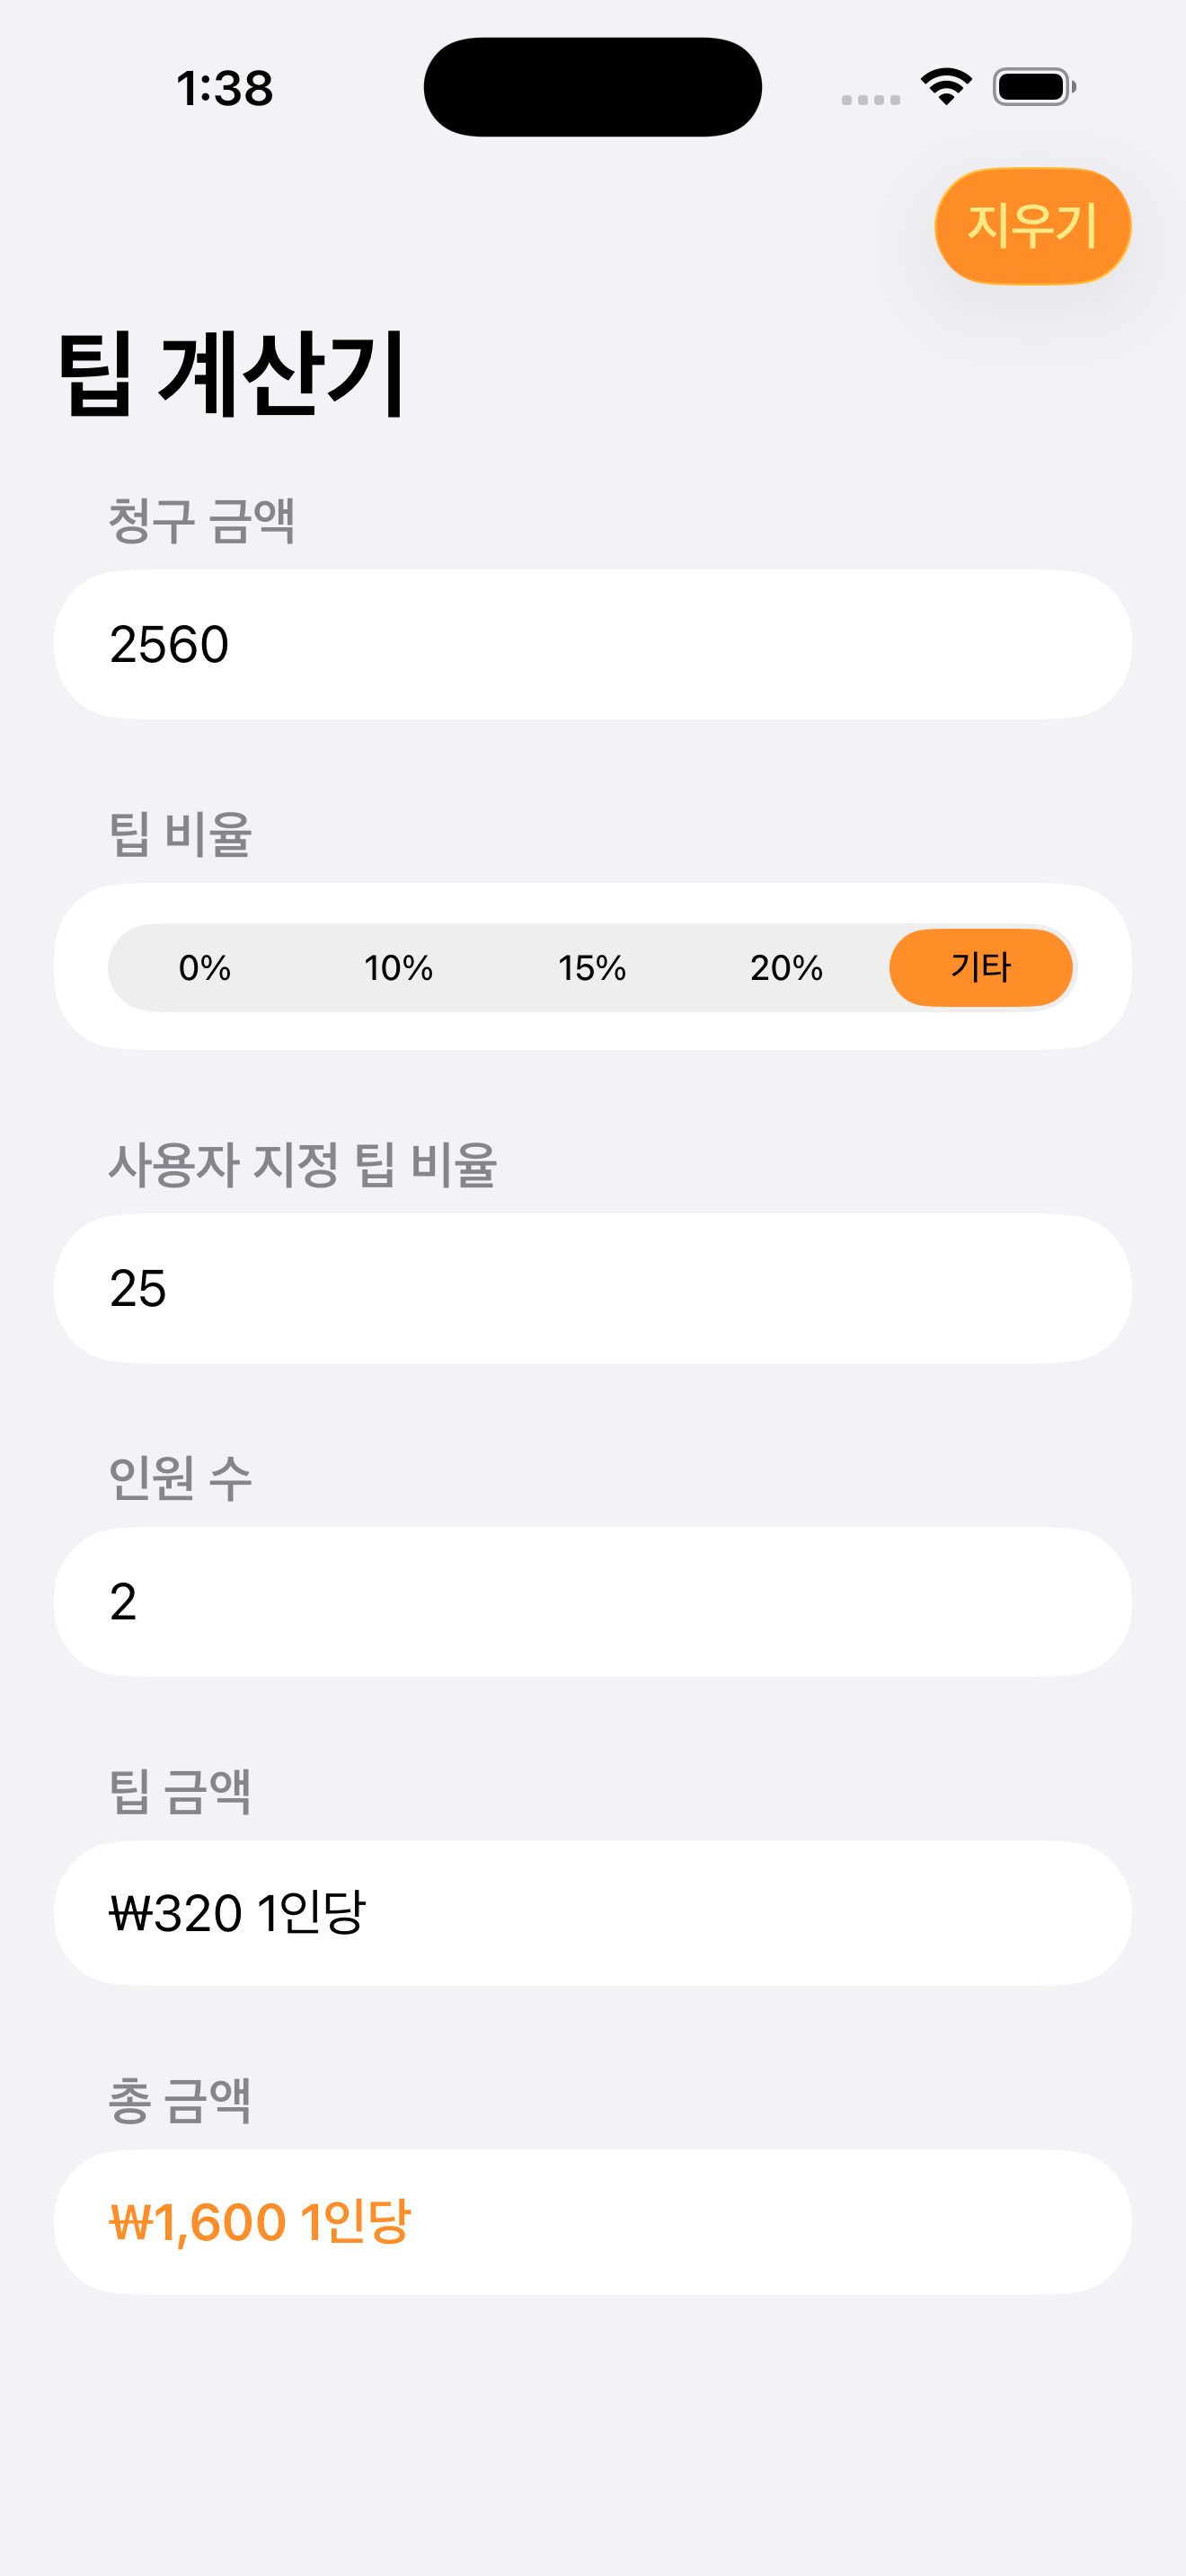 1:38
지우기
팁 계산기
청구 금액
2560
팁 비율
0% 10% 15% 20% 기타
사용자 지정 팁 비율
25
인원 수
2
팁 금액
₩320 1인당
총 금액
₩1,600 1인당